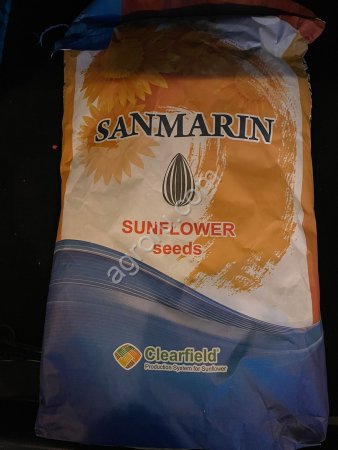 SANMARIN
SUNFLOWER
seeds
Clearfield®
Production System for Sunflower